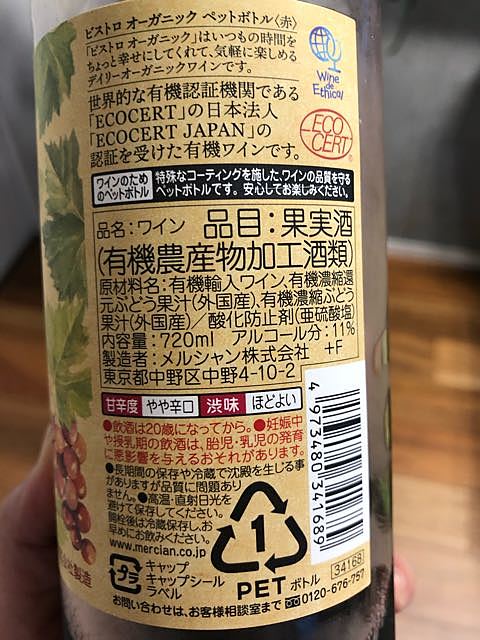 ビストロ オーガニック ペットボトル〈赤〉
「ビストロ オーガニック」はいつもの時間を
ちょっと幸せにしてくれて、気軽に楽しめる
デイリーオーガニックワインです。
Wine
de
Ethical
世界的な有機認証機関である
「ECOCERT」の日本法人
「ECOCERT JAPAN」の
認証を受けた有機ワインです。
ECO
CERT
ワインのため
のペットボトル
特殊なコーティングを施した、ワインの品質を守る
ペットボトルです。安心してお楽しみください。
品名：ワイン 品目：果実酒
(有機農産物加工酒類)
原材料名：有機輸入ワイン、有機濃縮還
元ぶどう果汁(外国産)、有機濃縮ぶどう
果汁(外国産)／酸化防止剤(亜硫酸塩)
内容量：720ml アルコール分：11%
製造者：メルシャン株式会社 +F
東京都中野区中野4-10-2
甘辛度 やや辛口 渋味 ほどよい
●飲酒は20歳になってから。●妊娠中
や授乳期の飲酒は、胎児・乳児の発育
に悪影響を与えるおそれがあります。
●長期間の保存や冷蔵で沈殿を生じる事
がありますが品質に問題あり
ません。●高温・直射日光を
避けて保存してください。
開栓後は冷蔵保存し、お
早めにお飲みください。
www.mercian.co.jp
プラ
キャップ
キャップシール
ラベル
1
PET ボトル
4973480341689
34168
お問い合わせは、お客様相談室まで 0120-676-757
製造